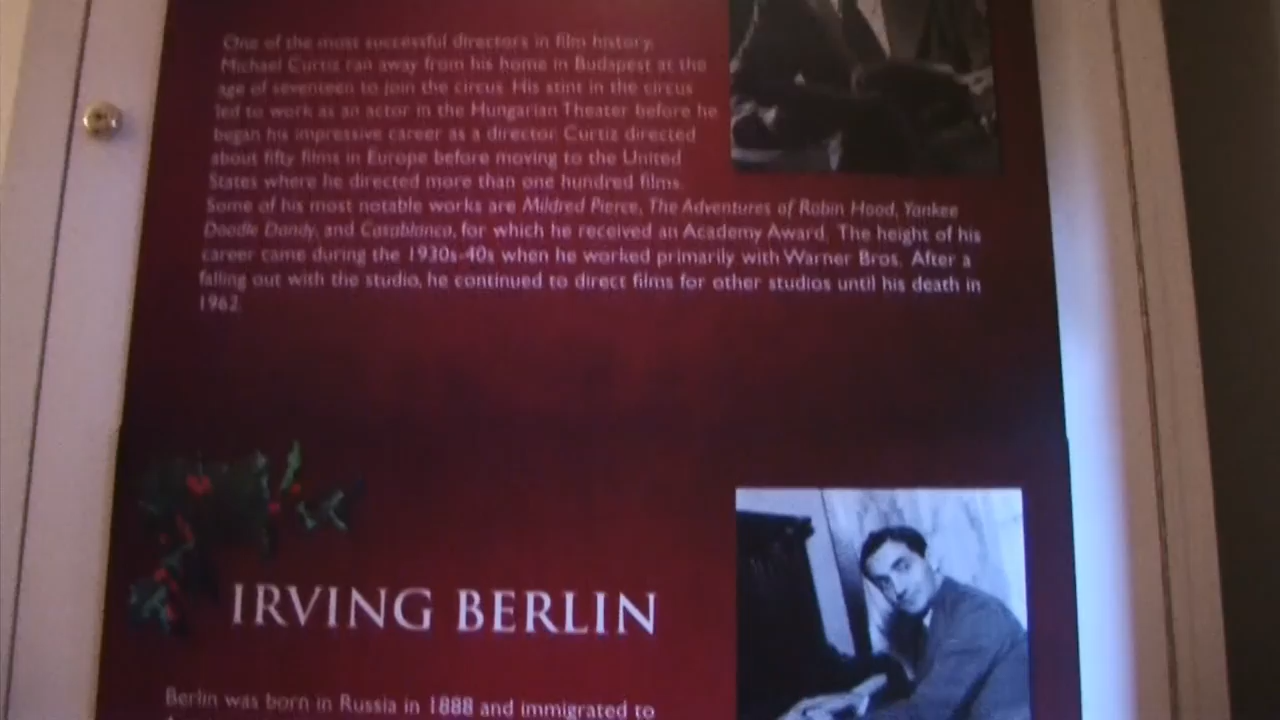 One of the most successful directors in film history,
Michael Curtiz ran away from his home in Budapest at the
age of seventeen to join the circus. His stint in the circus
led to work as an actor in the Hungarian Theater before he
began his impressive career as a director. Curtiz directed
about fifty films in Europe before moving to the United
States where he directed more than one hundred films.
Some of his most notable works are Mildred Pierce, The Adventures of Robin Hood, Yankee
Doodle Dandy, and Casablanca, for which he received an Academy Award. The height of his
career came during the 1930s-40s when he worked primarily with Warner Bros. After a
falling out with the studio, he continued to direct films for other studios until his death in
1962.
IRVING BERLIN
Berlin was born in Russia in 1888 and immigrated to